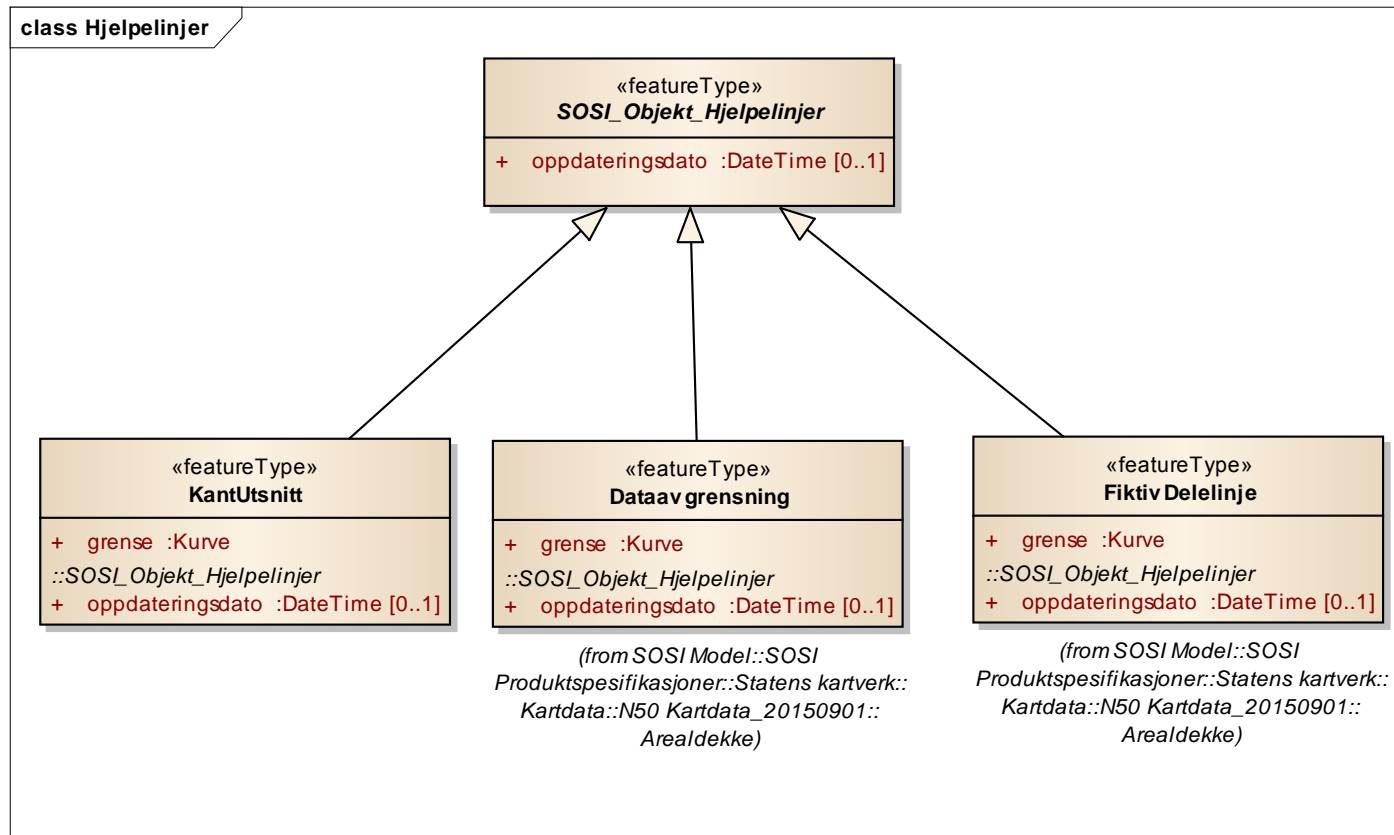 class Hjelpelinjer
«featureType»
SOSI_Objekt_Hjelpelinjer
+ oppdateringsdato :DateTime [0..1]
«featureType»
KantUtsnitt
+ grense :Kurve
::SOSI_Objekt_Hjelpelinjer
+ oppdateringsdato :DateTime [0..1]
«featureType»
Dataavgrensning
+ grense :Kurve
::SOSI_Objekt_Hjelpelinjer
+ oppdateringsdato :DateTime [0..1]
(from SOSI Model::SOSI
Produktspesifikasjoner::Statens kartverk::
Kartdata::N50 Kartdata_20150901::
Arealdekke)
«featureType»
FiktivDelelinje
+ grense :Kurve
::SOSI_Objekt_Hjelpelinjer
+ oppdateringsdato :DateTime [0..1]
(from SOSI Model::SOSI
Produktspesifikasjoner::Statens kartverk::
Kartdata::N50 Kartdata_20150901::
Arealdekke)